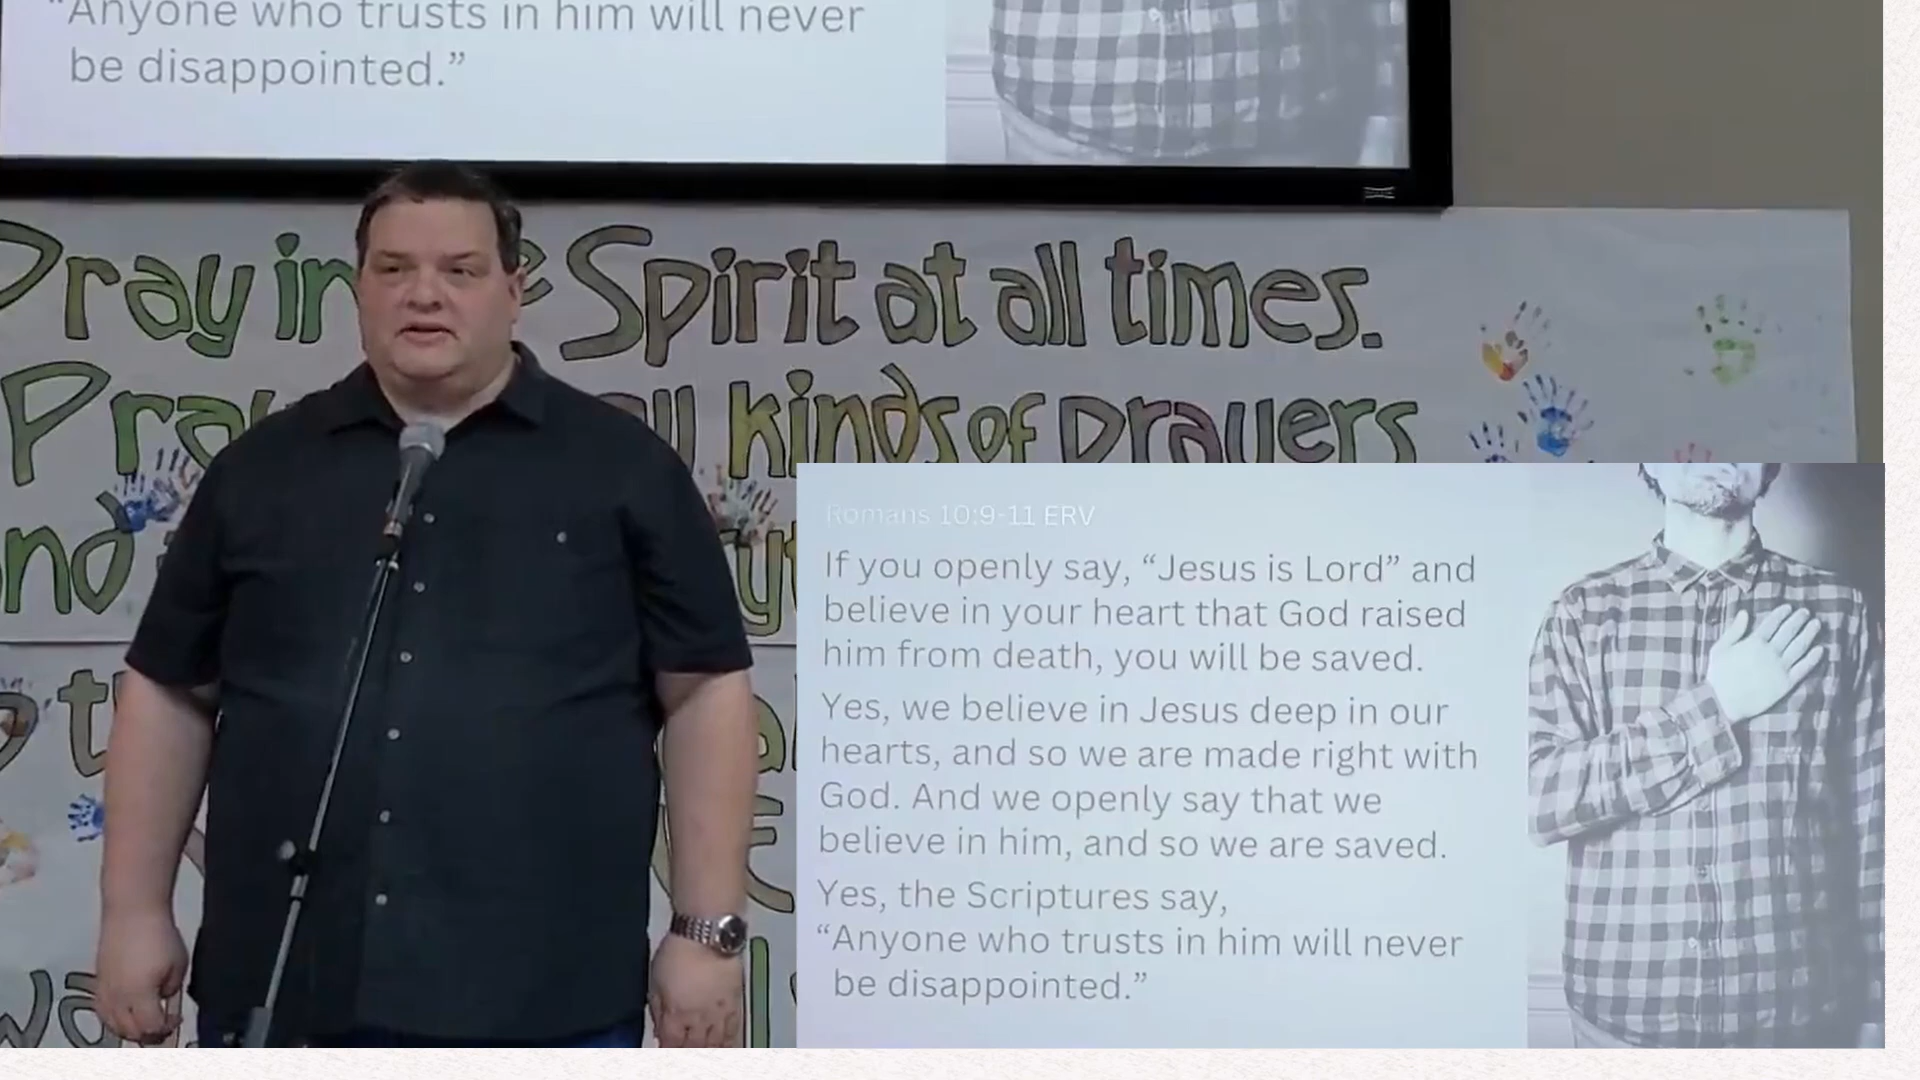 “Anyone who trusts in him will never
be disappointed.”
Pray in Spirit at all times.
Pray all kinds of prayers
and
Romans 10:9-11 ERV
If you openly say, “Jesus is Lord” and
believe in your heart that God raised
him from death, you will be saved.
Yes, we believe in Jesus deep in our
hearts, and so we are made right with
God. And we openly say that we
believe in him, and so we are saved.
Yes, the Scriptures say,
“Anyone who trusts in him will never
be disappointed.”